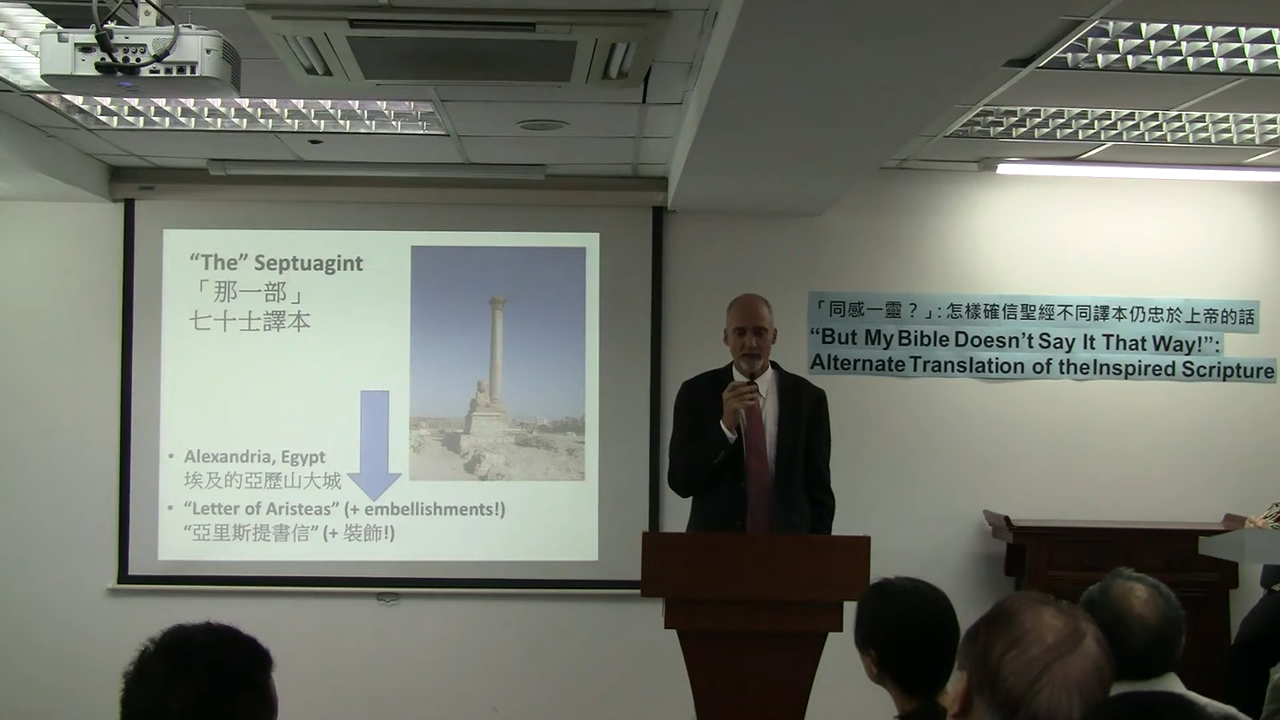 “The” Septuagint
「那一部」
七十士譯本
• Alexandria, Egypt
埃及的亞歷山大城
• “Letter of Aristeas” (+ embellishments!)
“亞里斯提書信” (+ 裝飾!)
「同感一靈？」: 怎樣確信聖經不同譯本仍忠於上帝的話
“But My Bible Doesn’t Say It That Way!”:
Alternate Translation of the Inspired Scripture